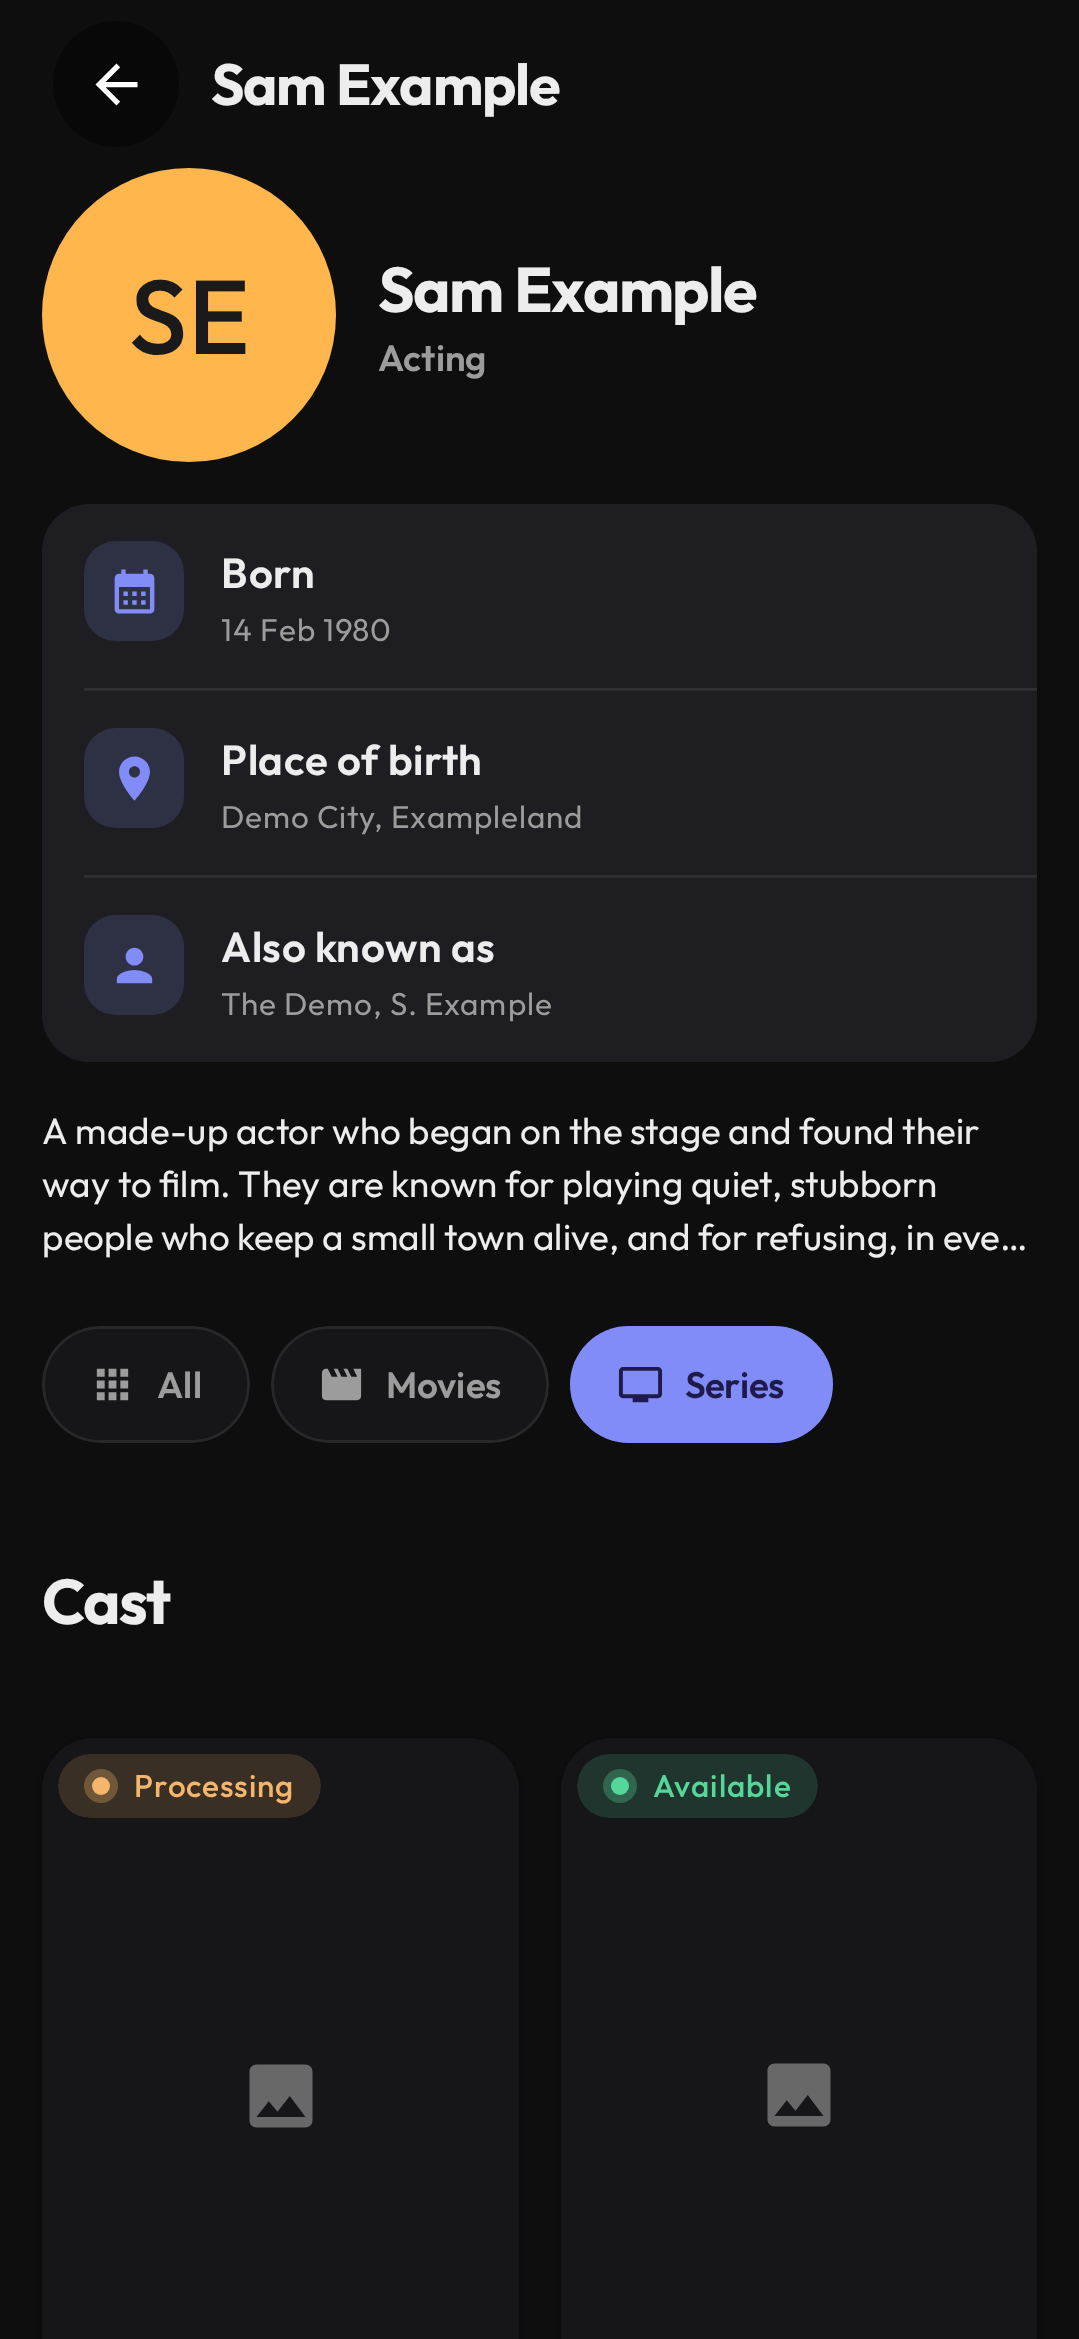 Sam Example
SE
Sam Example
Acting
Born
14 Feb 1980
Place of birth
Demo City, Exampleland
Also known as
The Demo, S. Example
A made-up actor who began on the stage and found their
way to film. They are known for playing quiet, stubborn
people who keep a small town alive, and for refusing, in eve...
All
Movies
Series
Cast
Processing
Available